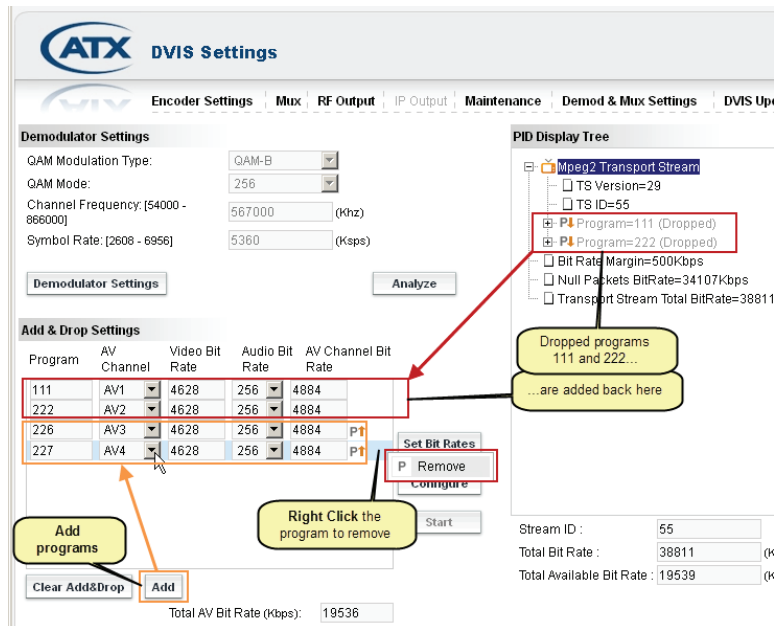 ATX DVIS Settings
Encoder Settings Mux RF Output IP Output Maintenance Demod & Mux Settings DVIS Up
Demodulator Settings
QAM Modulation Type: QAM-B
QAM Mode: 256
Channel Frequency: [54000 -
866000] 567000 (Khz)
Symbol Rate: [2608 - 6956] 5360 (Ksps)
Demodulator Settings Analyze
PID Display Tree
Mpeg2 Transport Stream
TS Version=29
TS ID=55
P Program=111 (Dropped)
P Program=222 (Dropped)
Bit Rate Margin=500Kbps
Null Packets BitRate=34107Kbps
Transport Stream Total BitRate=38811
Dropped programs
111 and 222...
...are added back here
Add & Drop Settings
Program AV Channel Video Bit Rate Audio Bit Rate AV Channel Bit Rate
111 AV1 4628 256 4884
222 AV2 4628 256 4884
226 AV3 4628 256 4884 P
227 AV4 4628 256 4884 P
Set Bit Rates
P Remove
Configure
Start
Right Click the
program to remove
Add
programs
Clear Add&Drop Add
Total AV Bit Rate (Kbps): 19536
Stream ID : 55
Total Bit Rate : 38811 (K
Total Available Bit Rate : 19539 (K